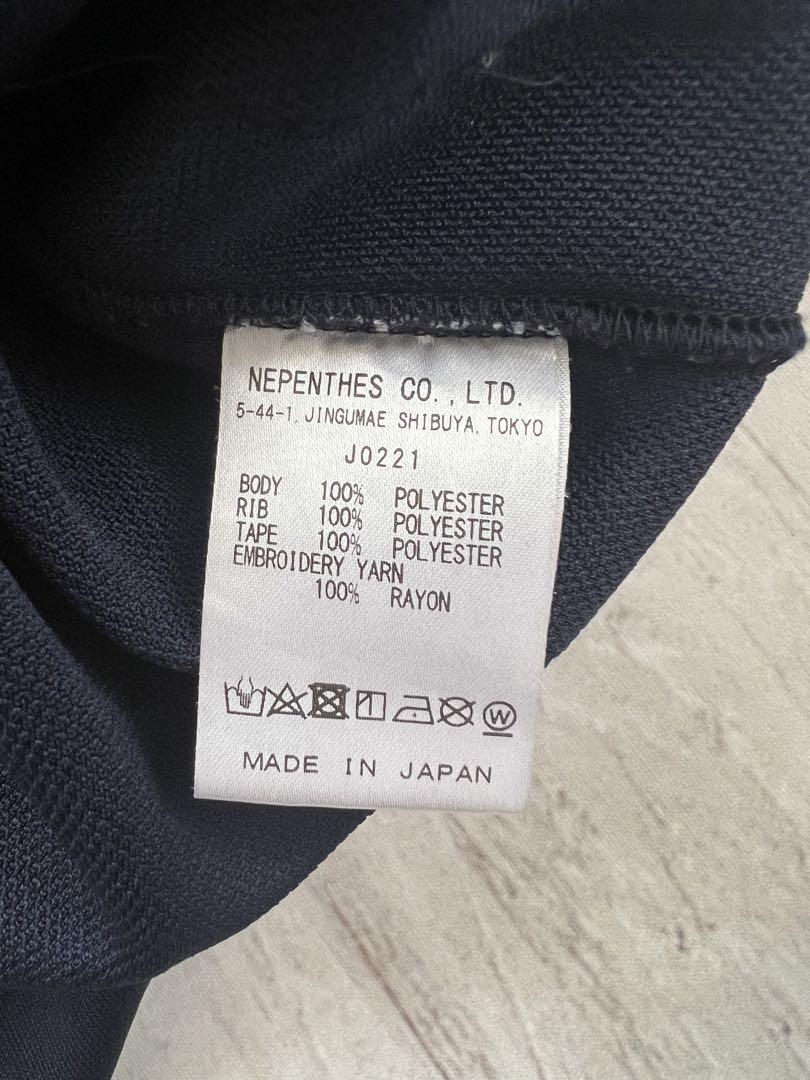 NEPENTHES CO., LTD.
5-44-1, JINGUMAE SHIBUYA, TOKYO
J0221
BODY 100% POLYESTER
RIB 100% POLYESTER
TAPE 100% POLYESTER
EMBROIDERY YARN
100% RAYON
W
MADE IN JAPAN